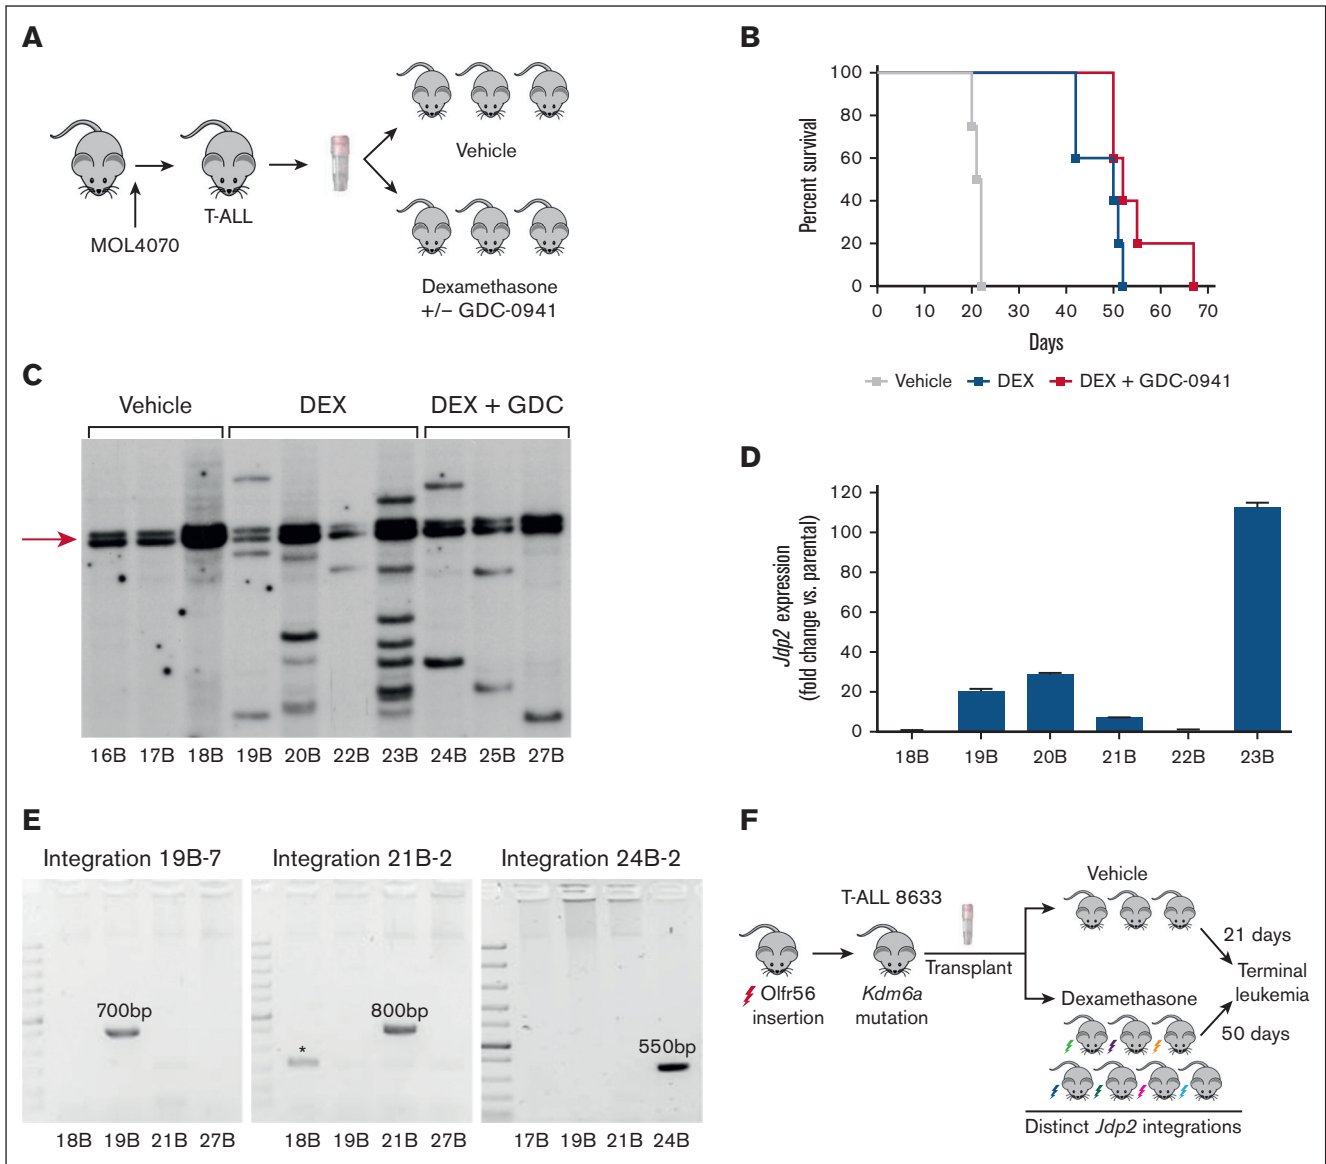 A
MOL4070
T-ALL
Vehicle
Dexamethasone
+/– GDC-0941
B
Percent survival
100
80
60
40
20
0
0 10 20 30 40 50 60 70
Days
Vehicle DEX DEX + GDC-0941
C
Vehicle DEX DEX + GDC
16B 17B 18B 19B 20B 22B 23B 24B 25B 27B
D
Jdp2 expression
(fold change vs. parental)
120
100
80
60
40
20
0
18B 19B 20B 21B 22B 23B
E
Integration 19B-7 Integration 21B-2 Integration 24B-2
700bp
*
800bp
550bp
18B 19B 21B 27B 18B 19B 21B 27B 17B 19B 21B 24B
F
Olfr56
insertion
T-ALL 8633
Kdm6a
mutation
Transplant
Vehicle
21 days
Terminal
leukemia
Dexamethasone
50 days
Distinct Jdp2 integrations